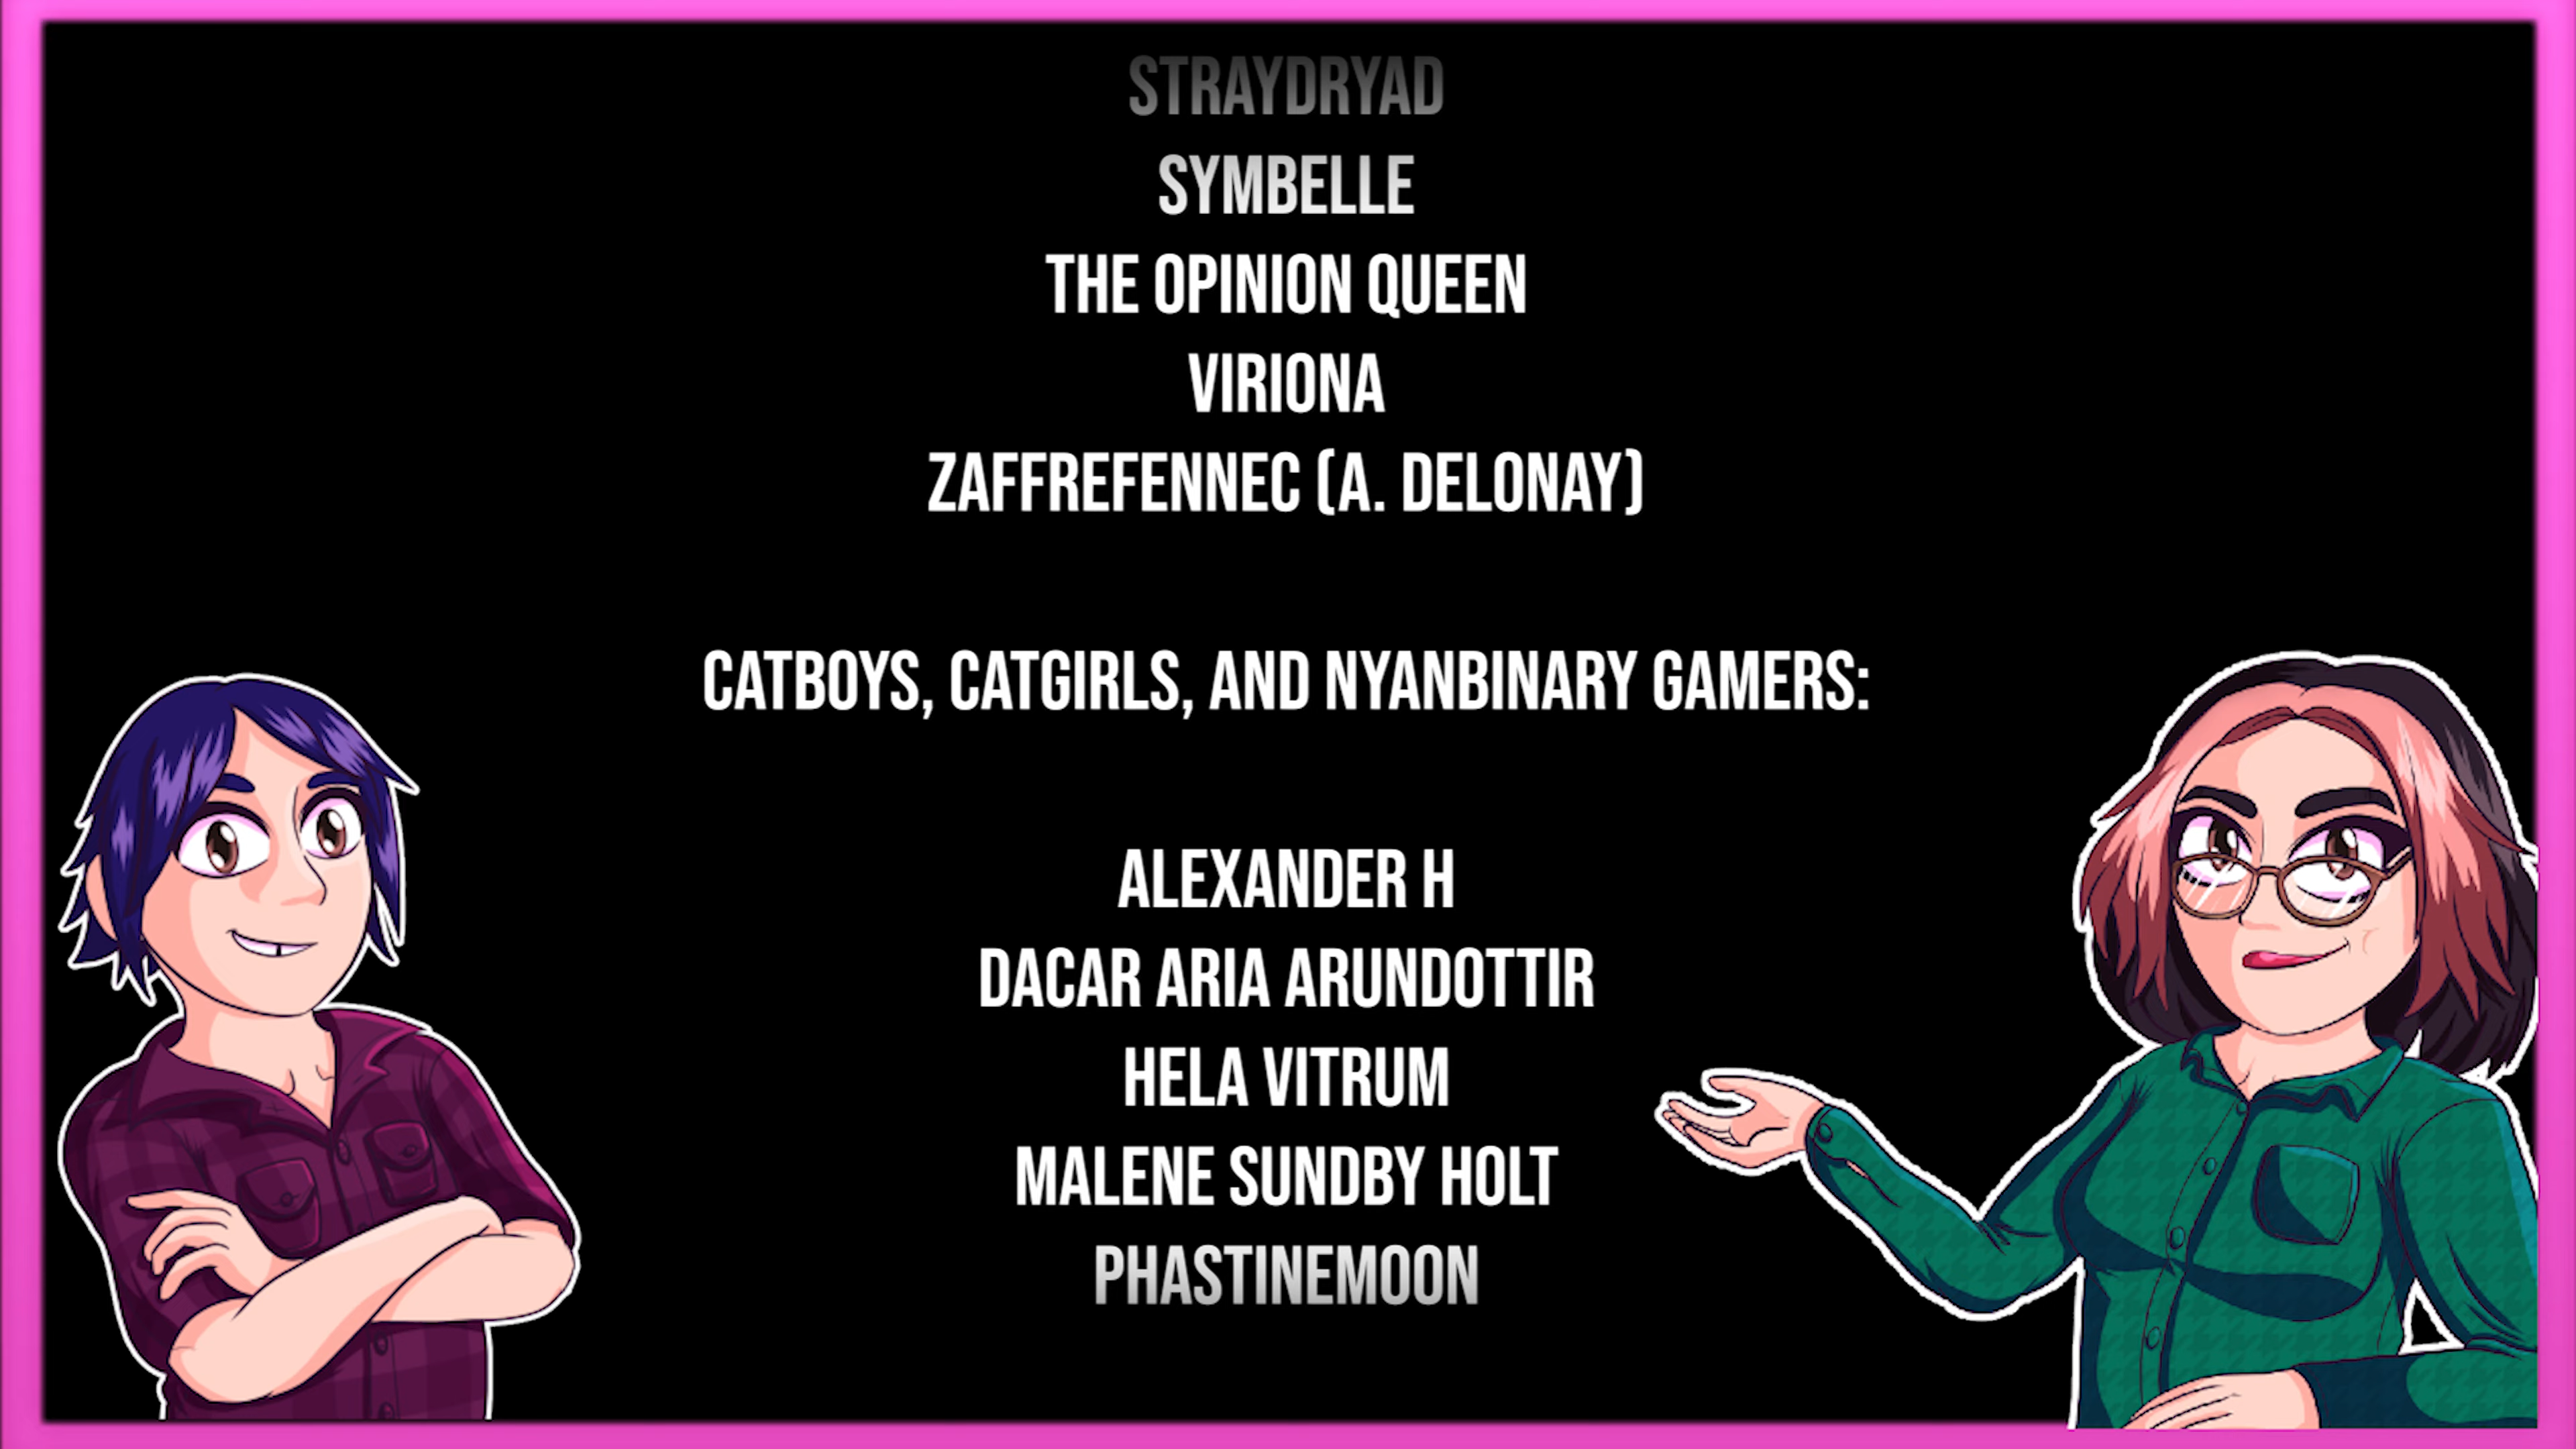 STRAYDRYAD
SYMBELLE
THE OPINION QUEEN
VIRIONA
ZAFFREFENNEC (A. DELONAY)
CATBOYS, CATGIRLS, AND NYANBINARY GAMERS:
ALEXANDER H
DACAR ARIA ARUNDOTTIR
HELA VITRUM
MALENE SUNDBY HOLT
PHASTINEMOON